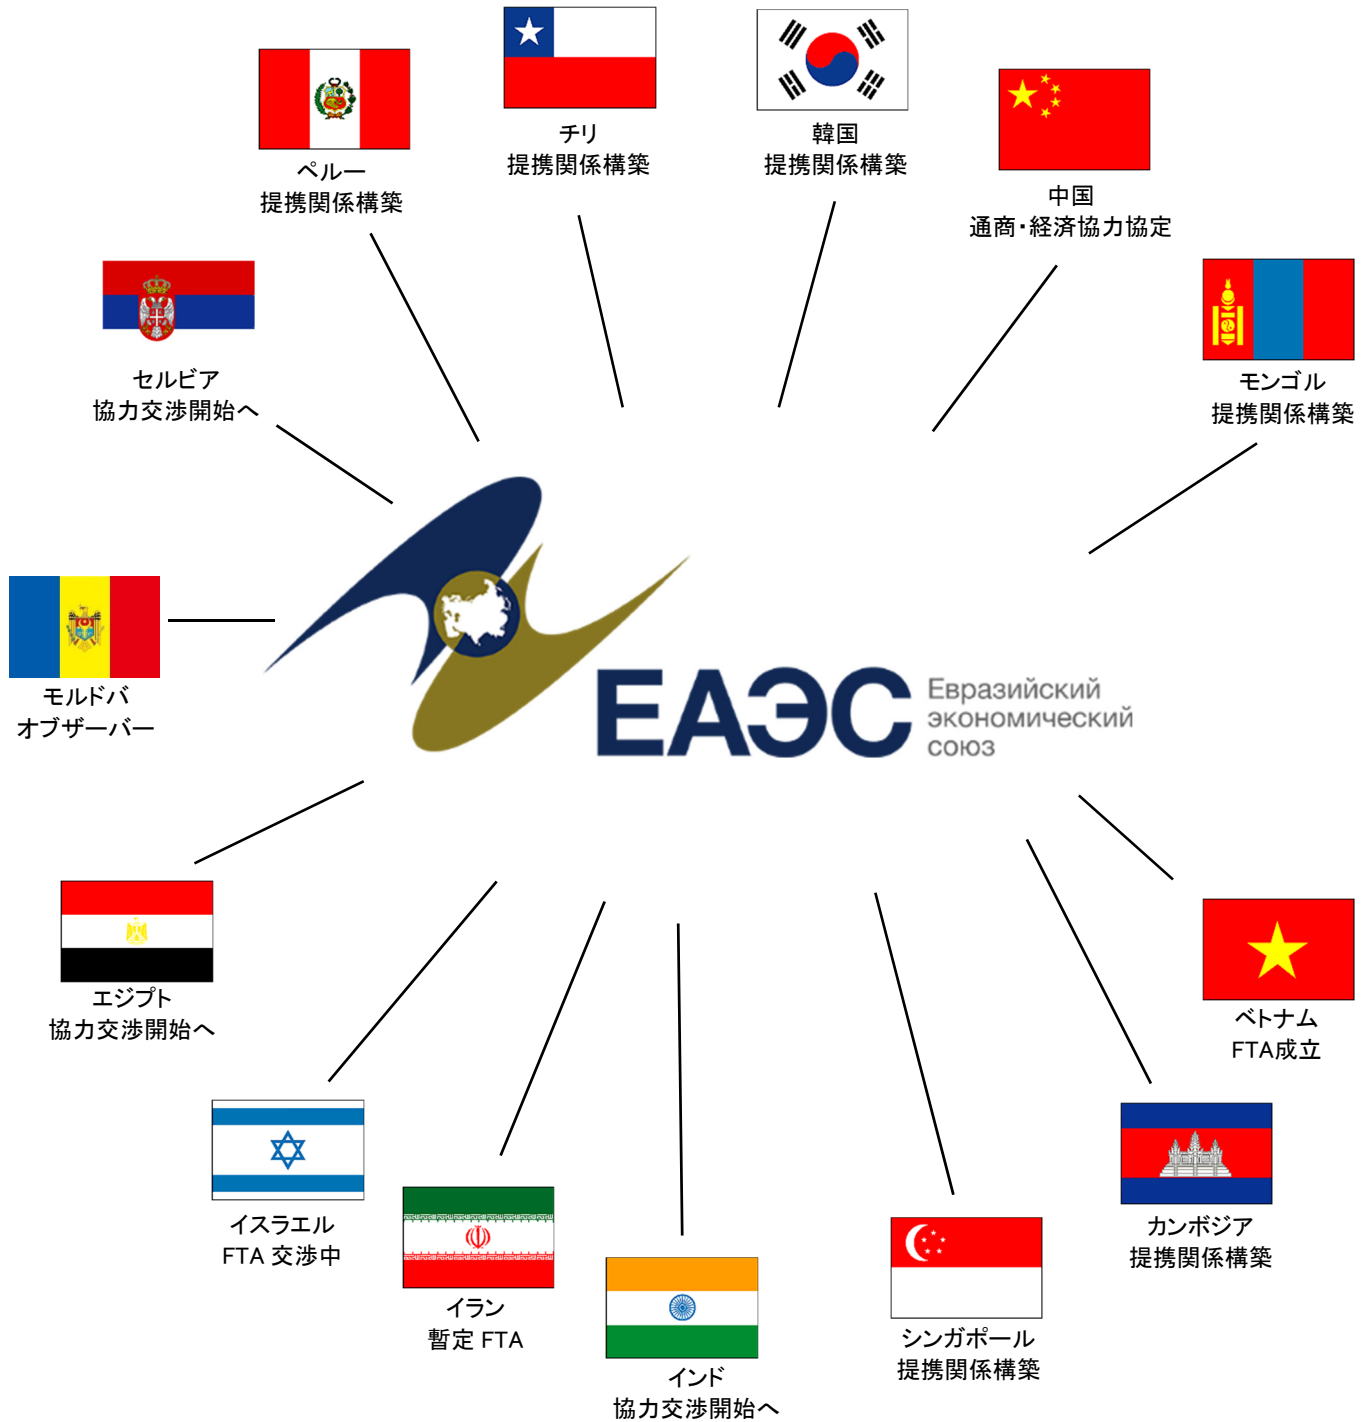 チリ
提携関係構築
韓国
提携関係構築
ペルー
提携関係構築
中国
通商・経済協力協定
セルビア
協力交渉開始へ
モンゴル
提携関係構築
モルドバ
オブザーバー
ЕАЭС
Евразийский
экономический
союз
エジプト
協力交渉開始へ
ベトナム
FTA成立
イスラエル
FTA 交渉中
カンボジア
提携関係構築
イラン
暫定 FTA
シンガポール
提携関係構築
インド
協力交渉開始へ